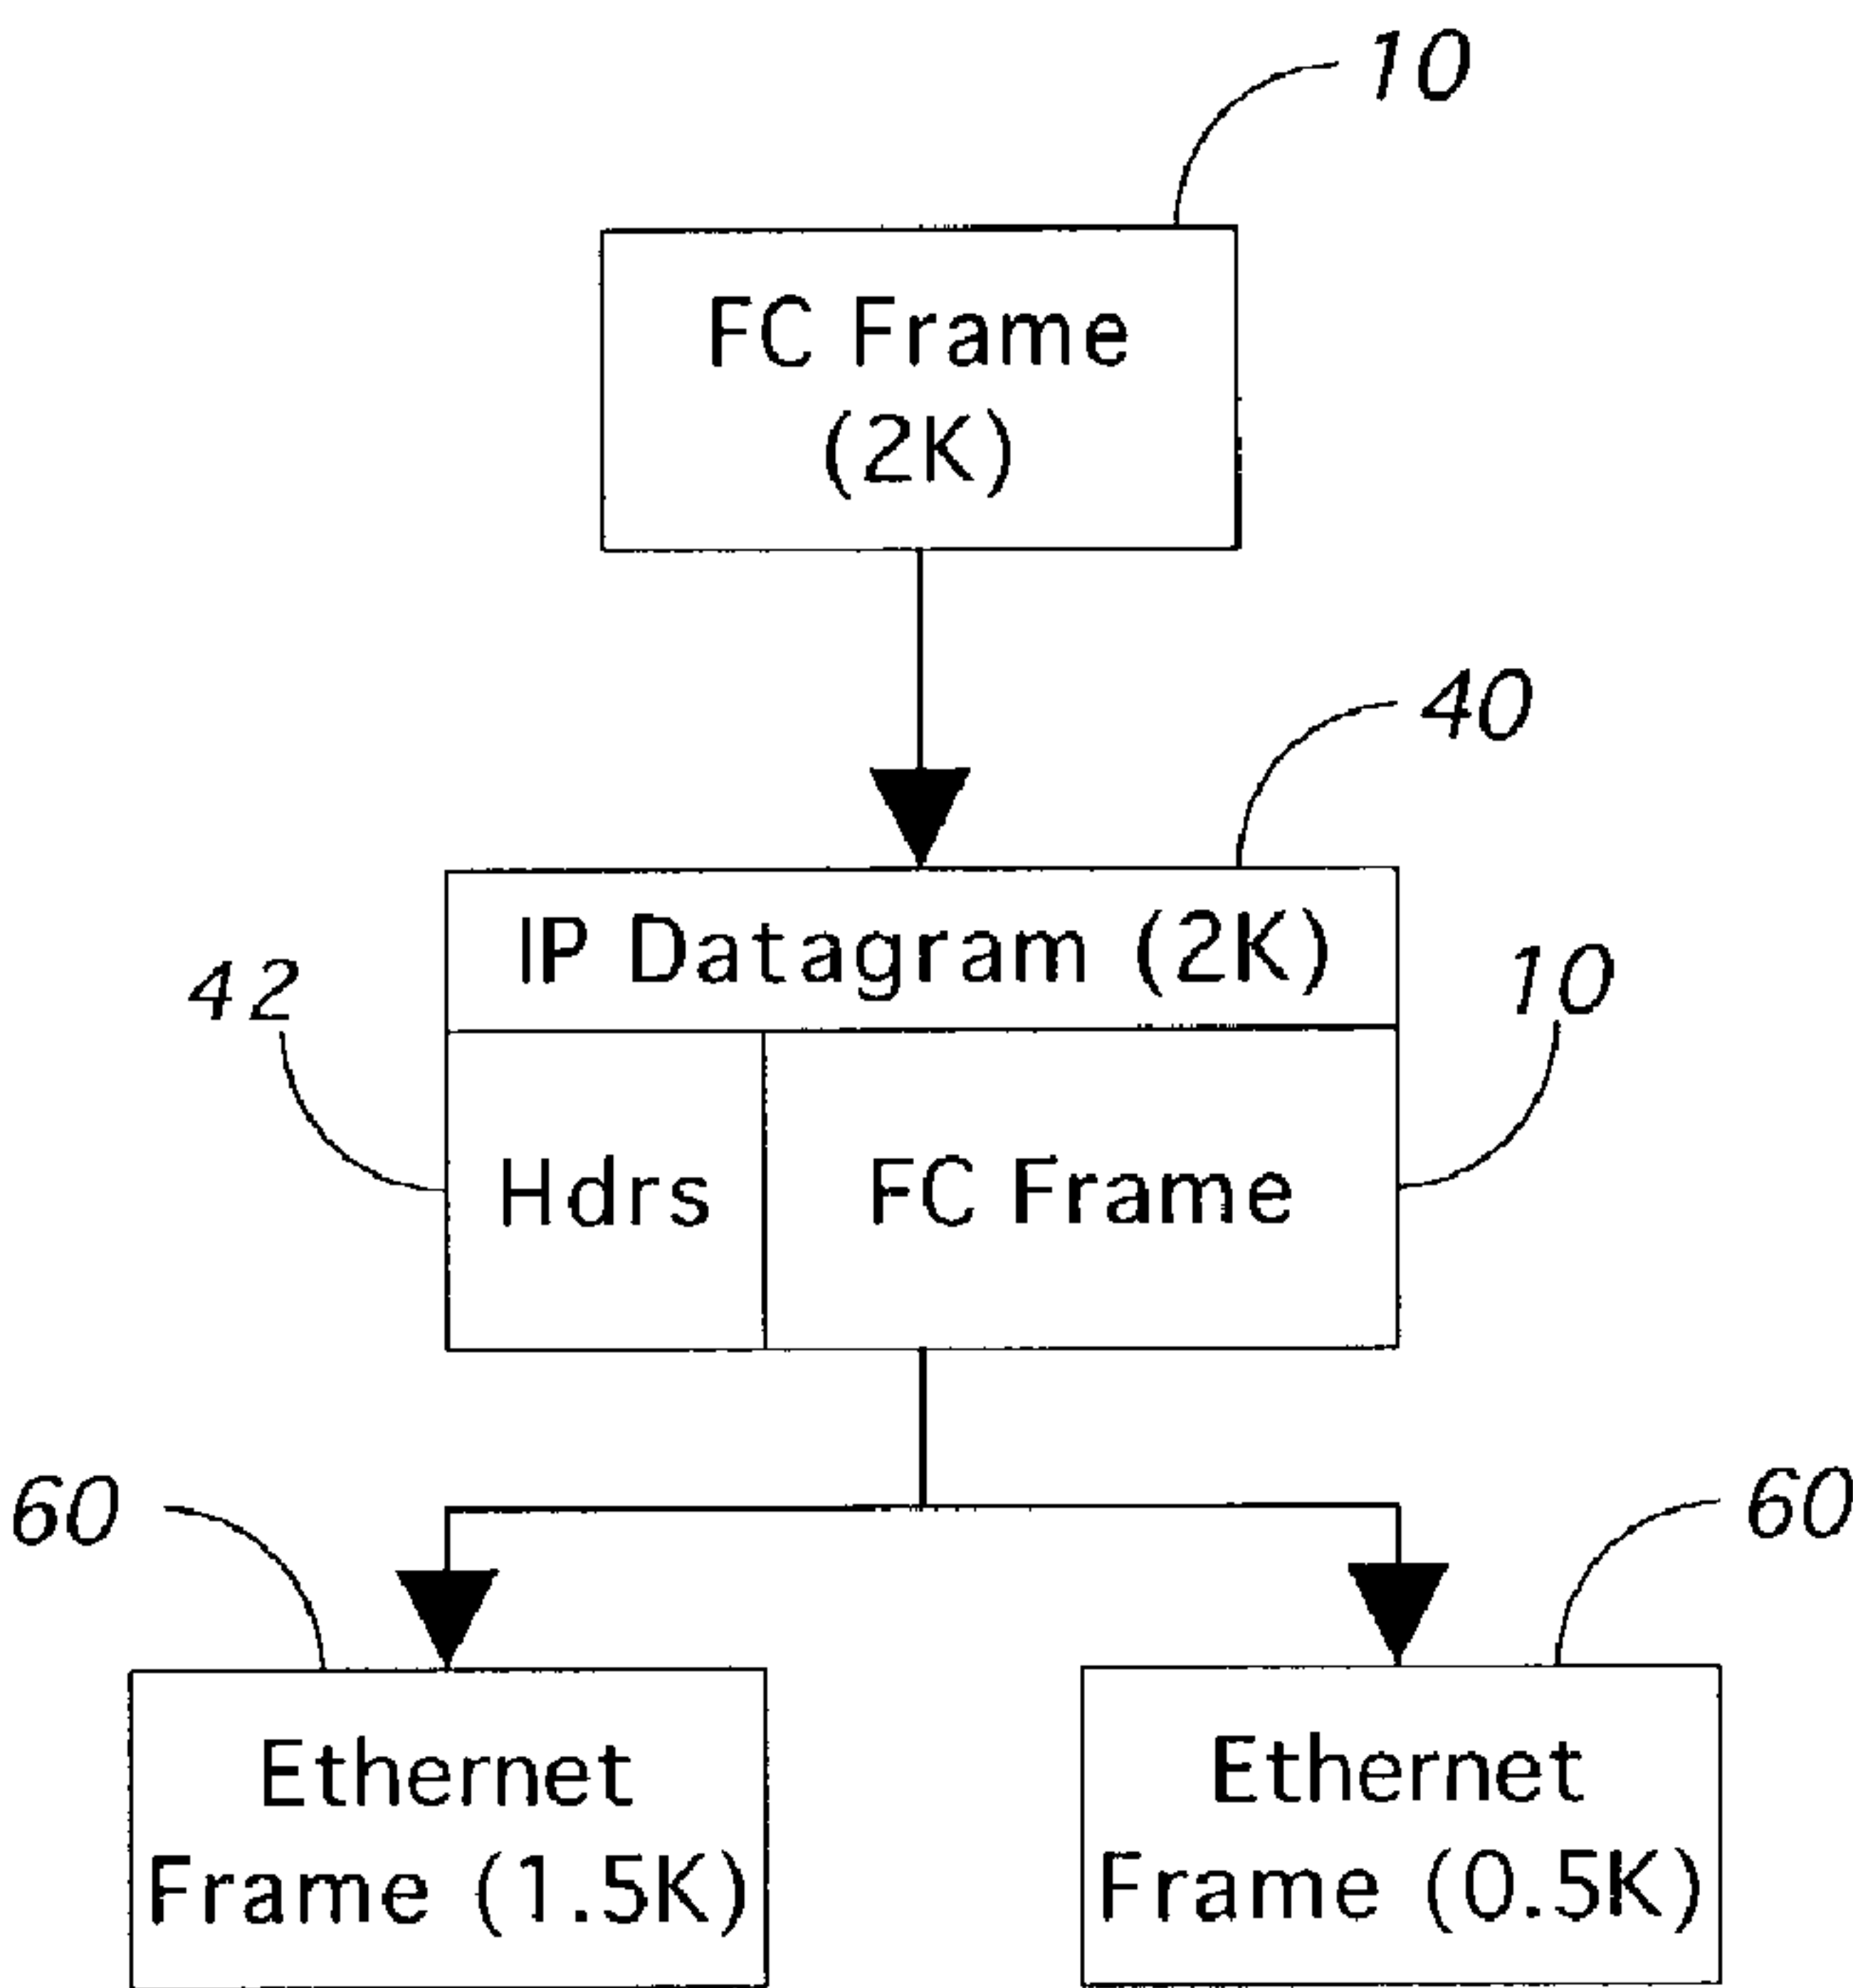 10
FC Frame
(2K)
40
IP Datagram (2K)
42
10
Hdrs
FC Frame
60
60
Ethernet
Frame (1.5K)
Ethernet
Frame (0.5K)